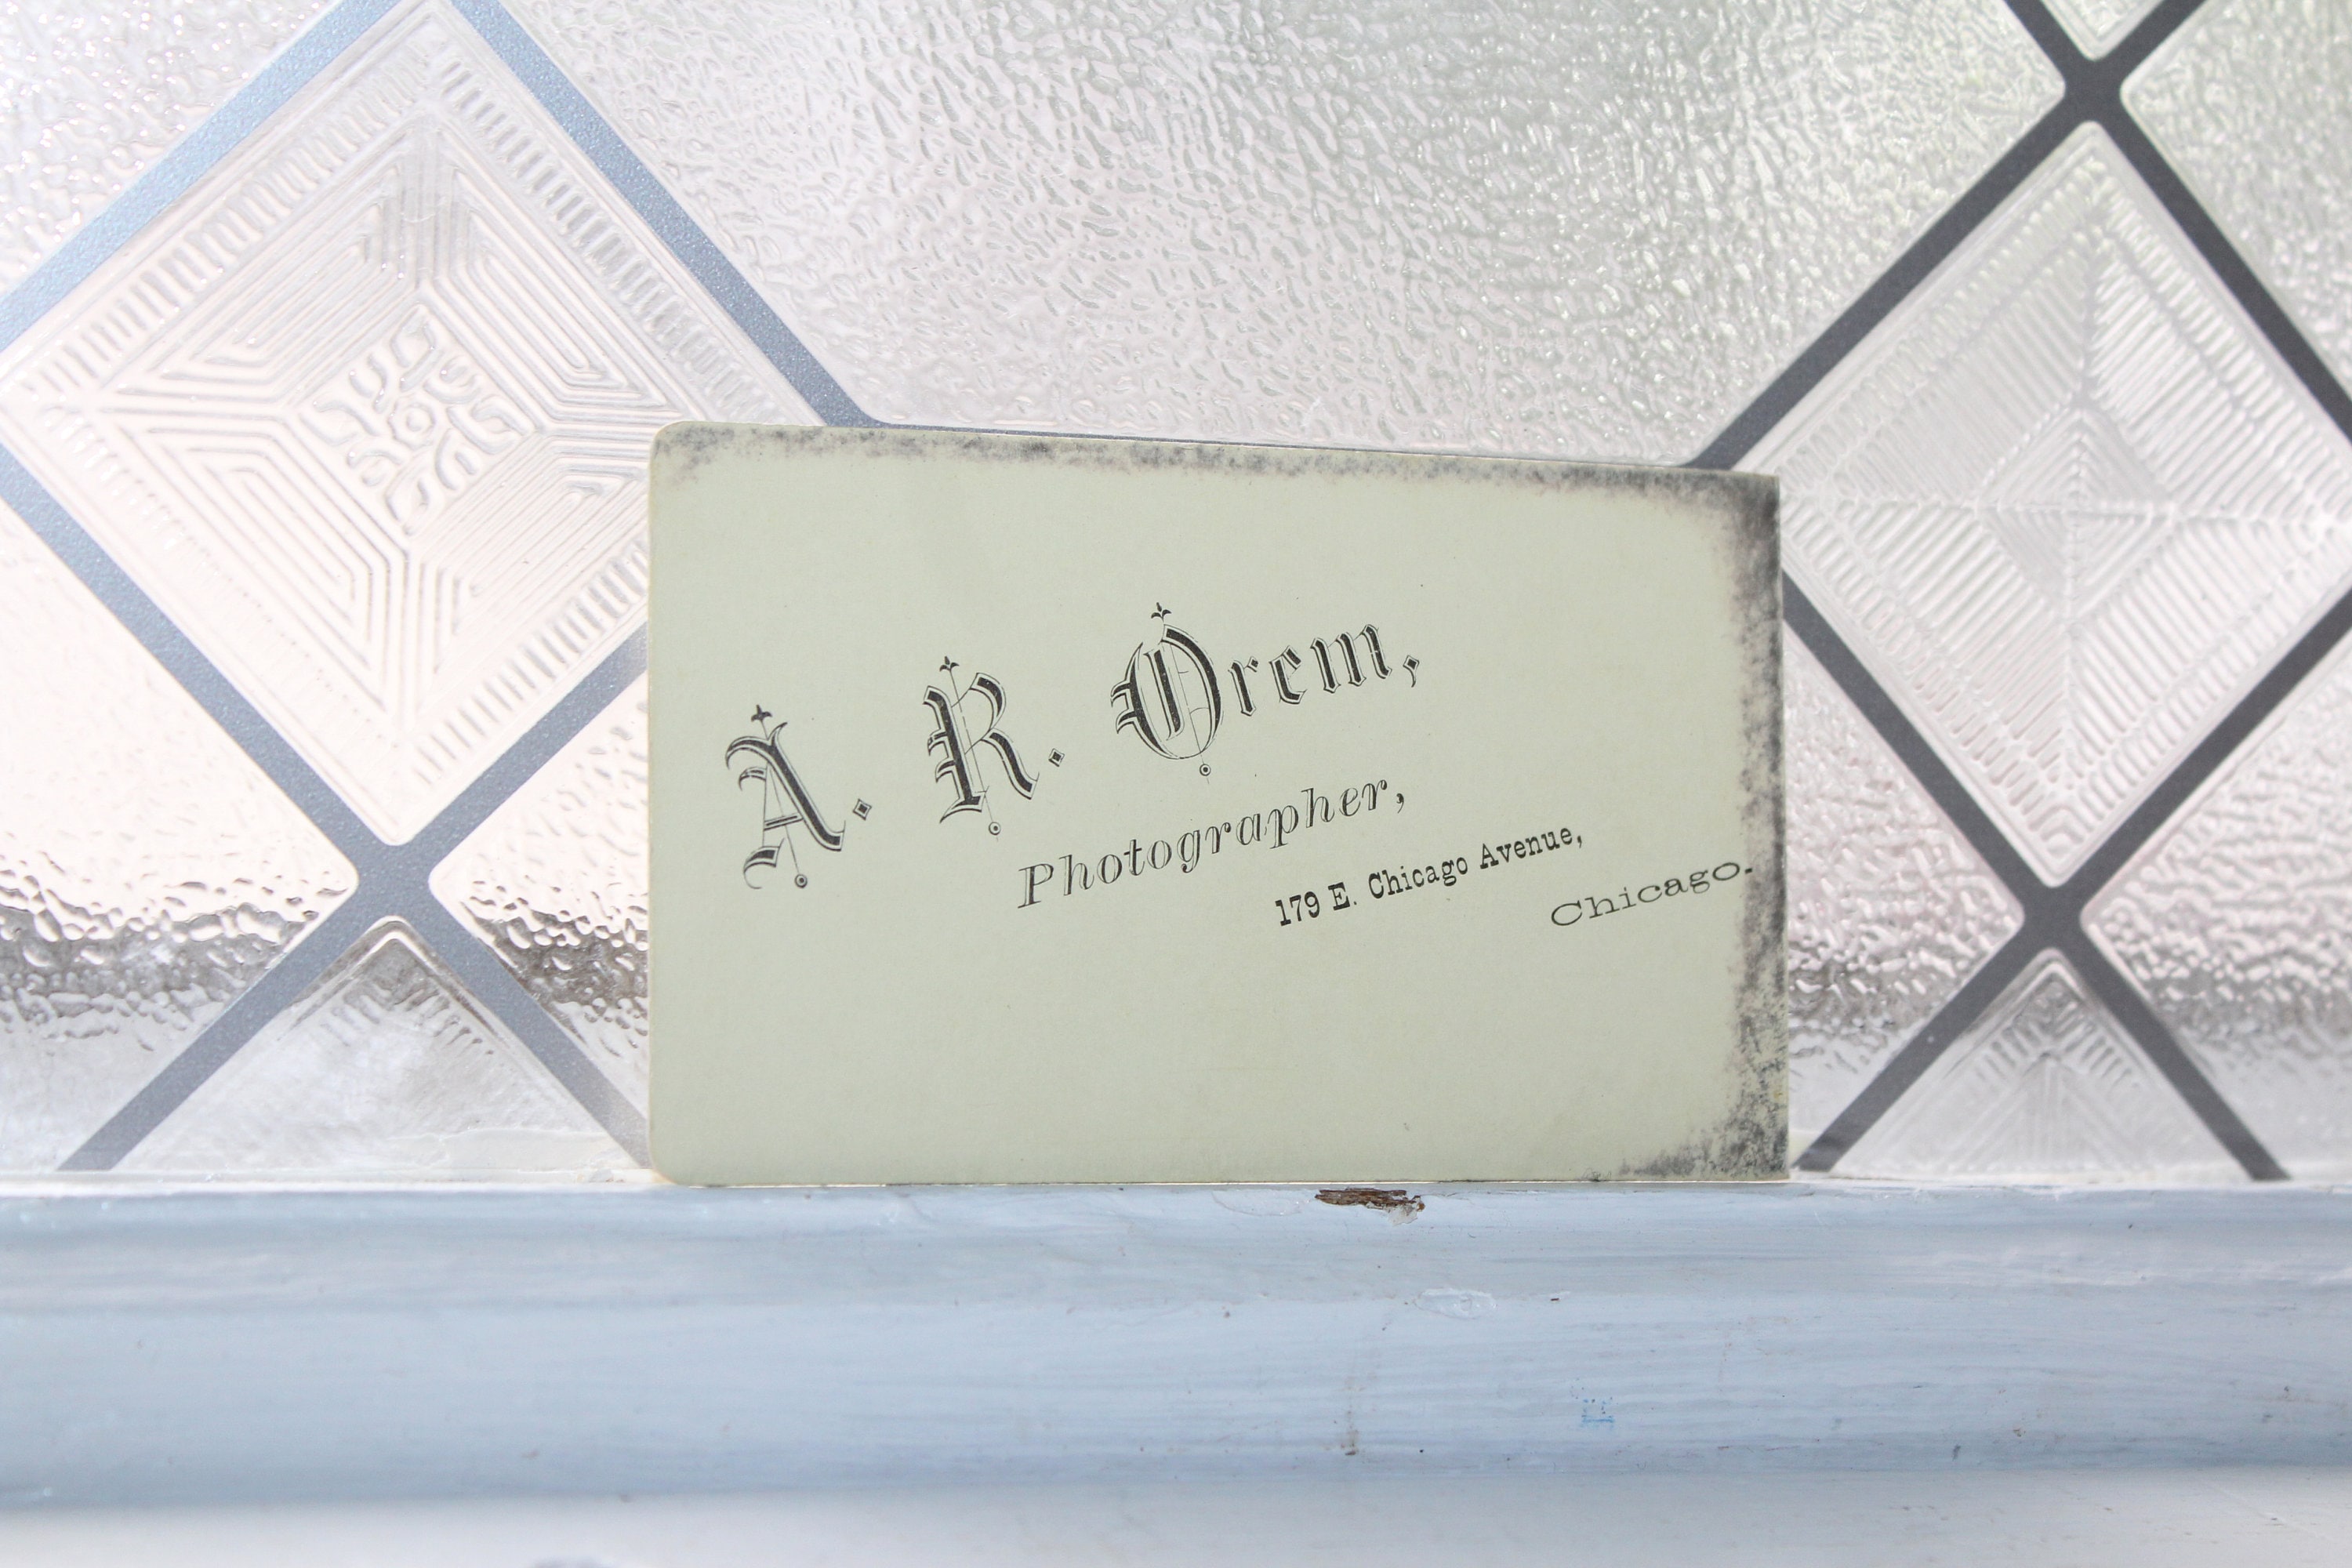 A. R. Orem,
Photographer,
179 E. Chicago Avenue,
Chicago.